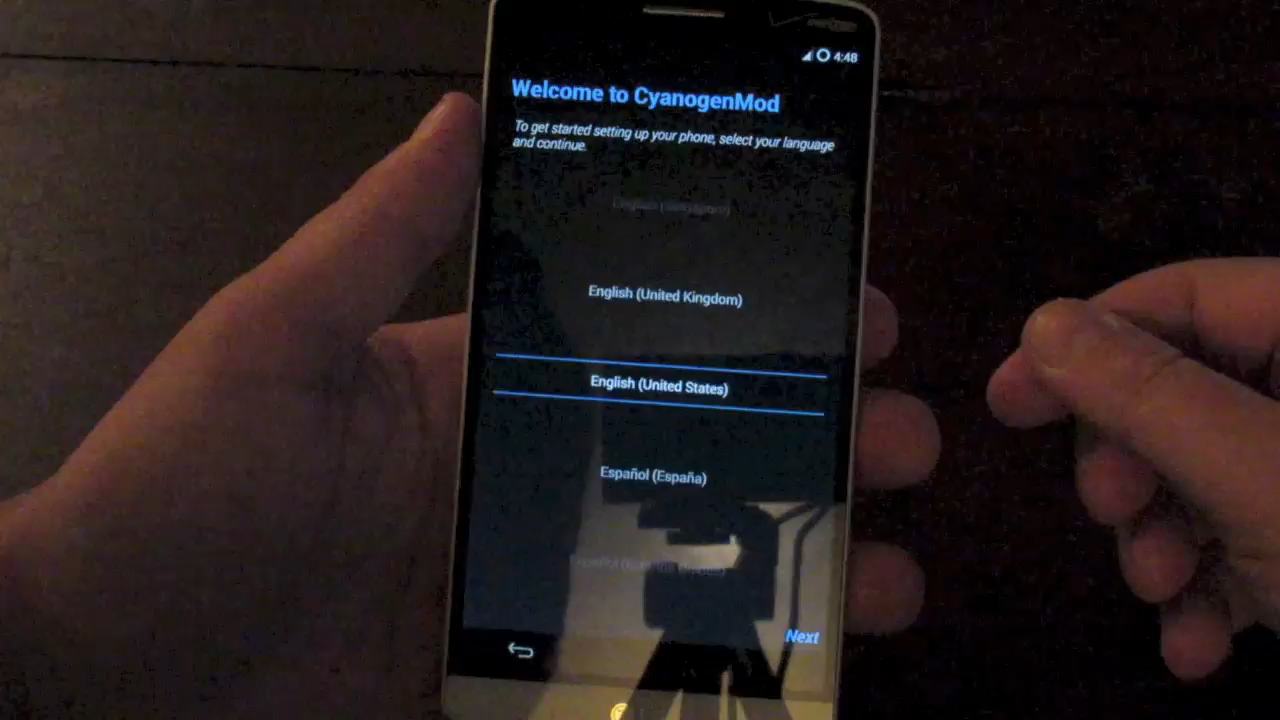 verizon
4:48
Welcome to CyanogenMod
To get started setting up your phone, select your language
and continue.
English (United Kingdom)
English (United States)
Español (España)
Next